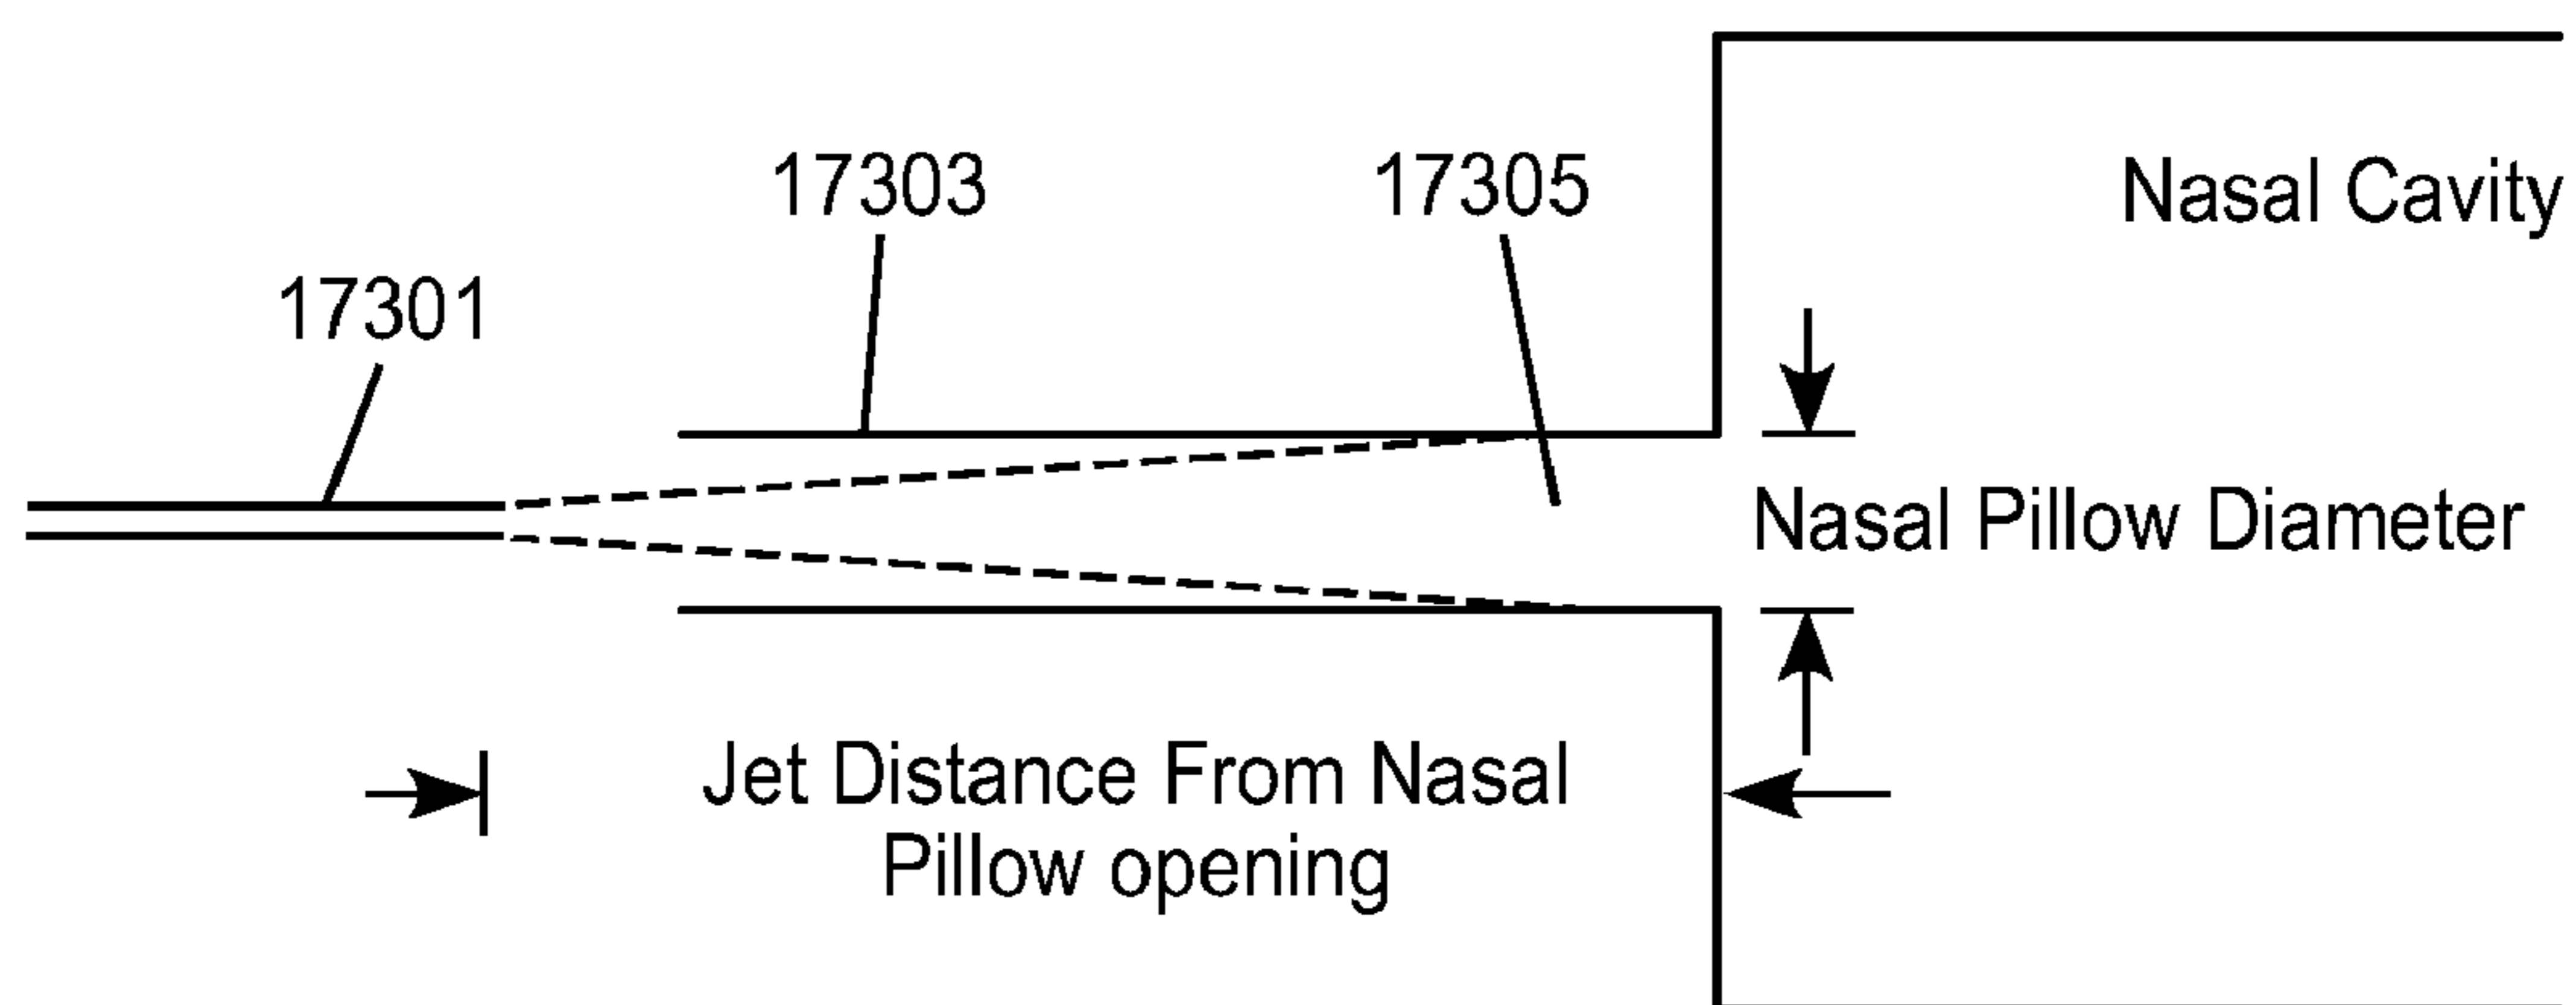 17303
17305
Nasal Cavity
17301
Nasal Pillow Diameter
Jet Distance From Nasal
Pillow opening